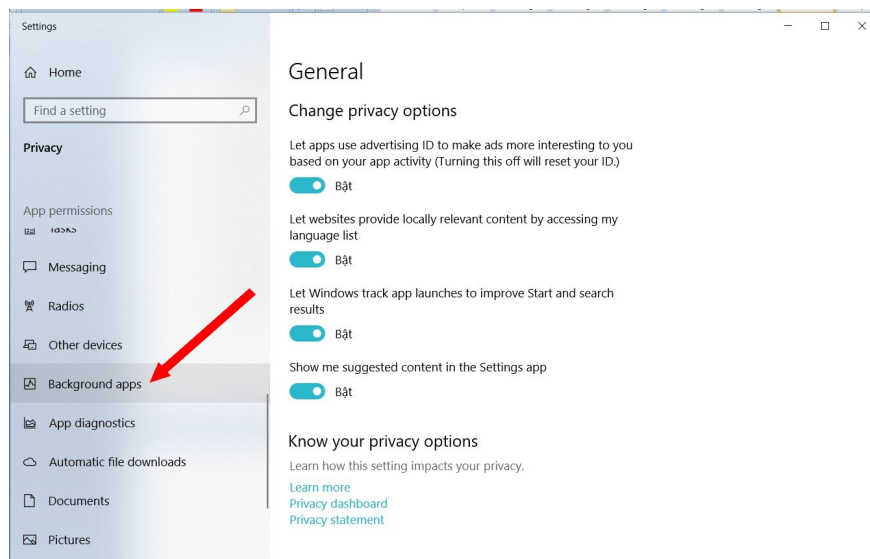 Settings
Home
Find a setting
Privacy
App permissions
Tasks
Messaging
Radios
Other devices
Background apps
App diagnostics
Automatic file downloads
Documents
Pictures
General
Change privacy options
Let apps use advertising ID to make ads more interesting to you
based on your app activity (Turning this off will reset your ID.)
Bật
Let websites provide locally relevant content by accessing my
language list
Bật
Let Windows track app launches to improve Start and search
results
Bật
Show me suggested content in the Settings app
Bật
Know your privacy options
Learn how this setting impacts your privacy.
Learn more
Privacy dashboard
Privacy statement